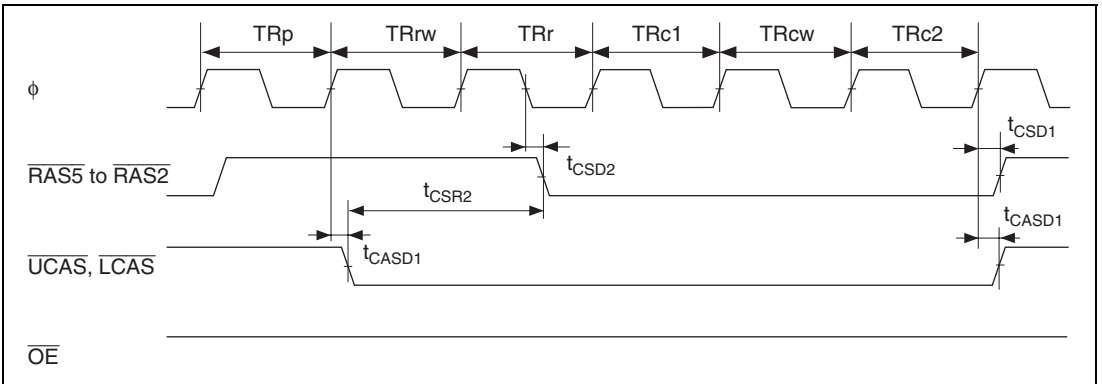 TRp TRrw TRr TRc1 TRcw TRc2
φ
tCSD1
RAS5 to RAS2
tCSD2
tCSR2
tCASD1
tCASD1
UCAS, LCAS
OE